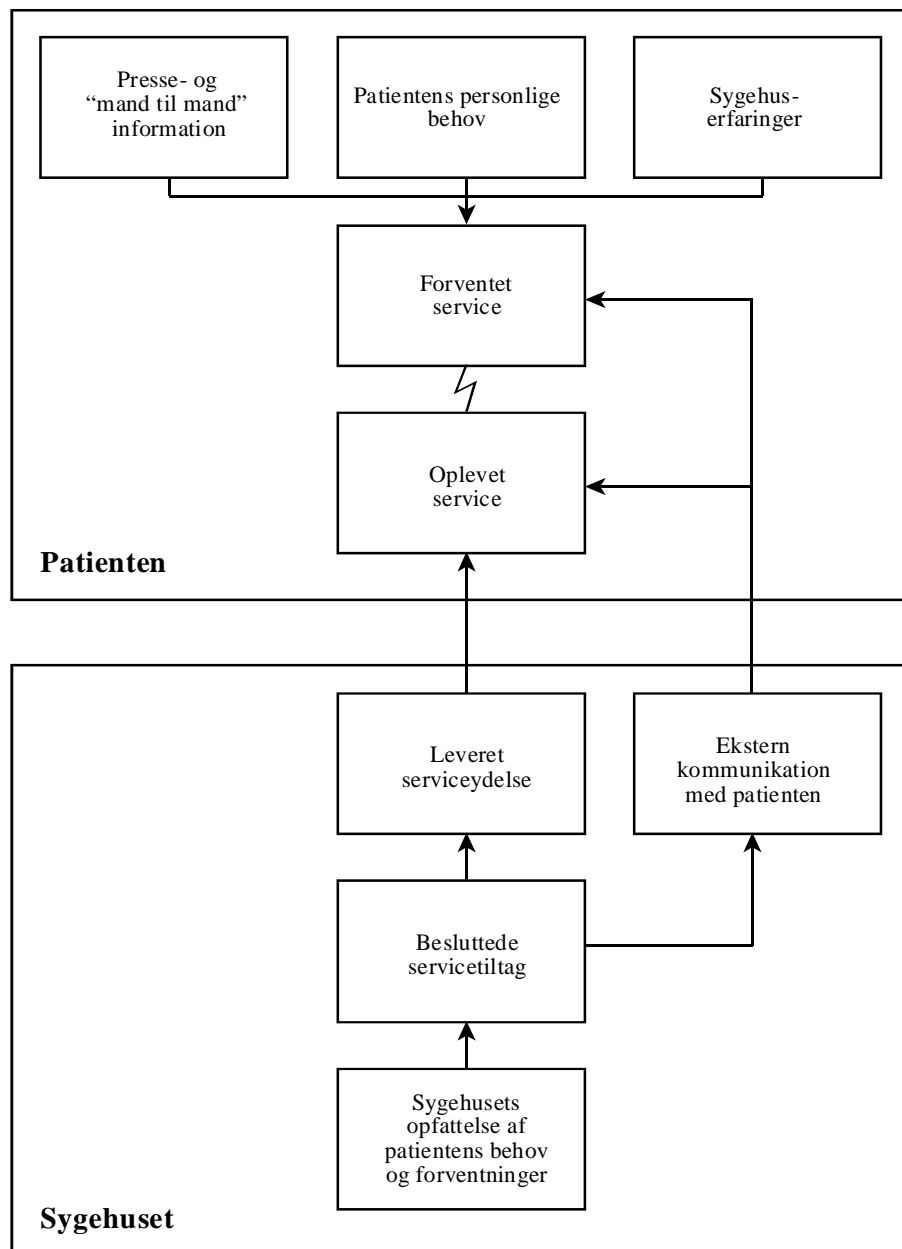 Presse- og
“mand til mand”
information
Patientens personlige
behov
Sygehus-
erfaringer
Forventet
service
Oplevet
service
Patienten
Leveret
serviceydelse
Ekstern
kommunikation
med patienten
Besluttede
servicetiltag
Sygehusets
opfattelse af
patientens behov
og forventninger
Sygehuset